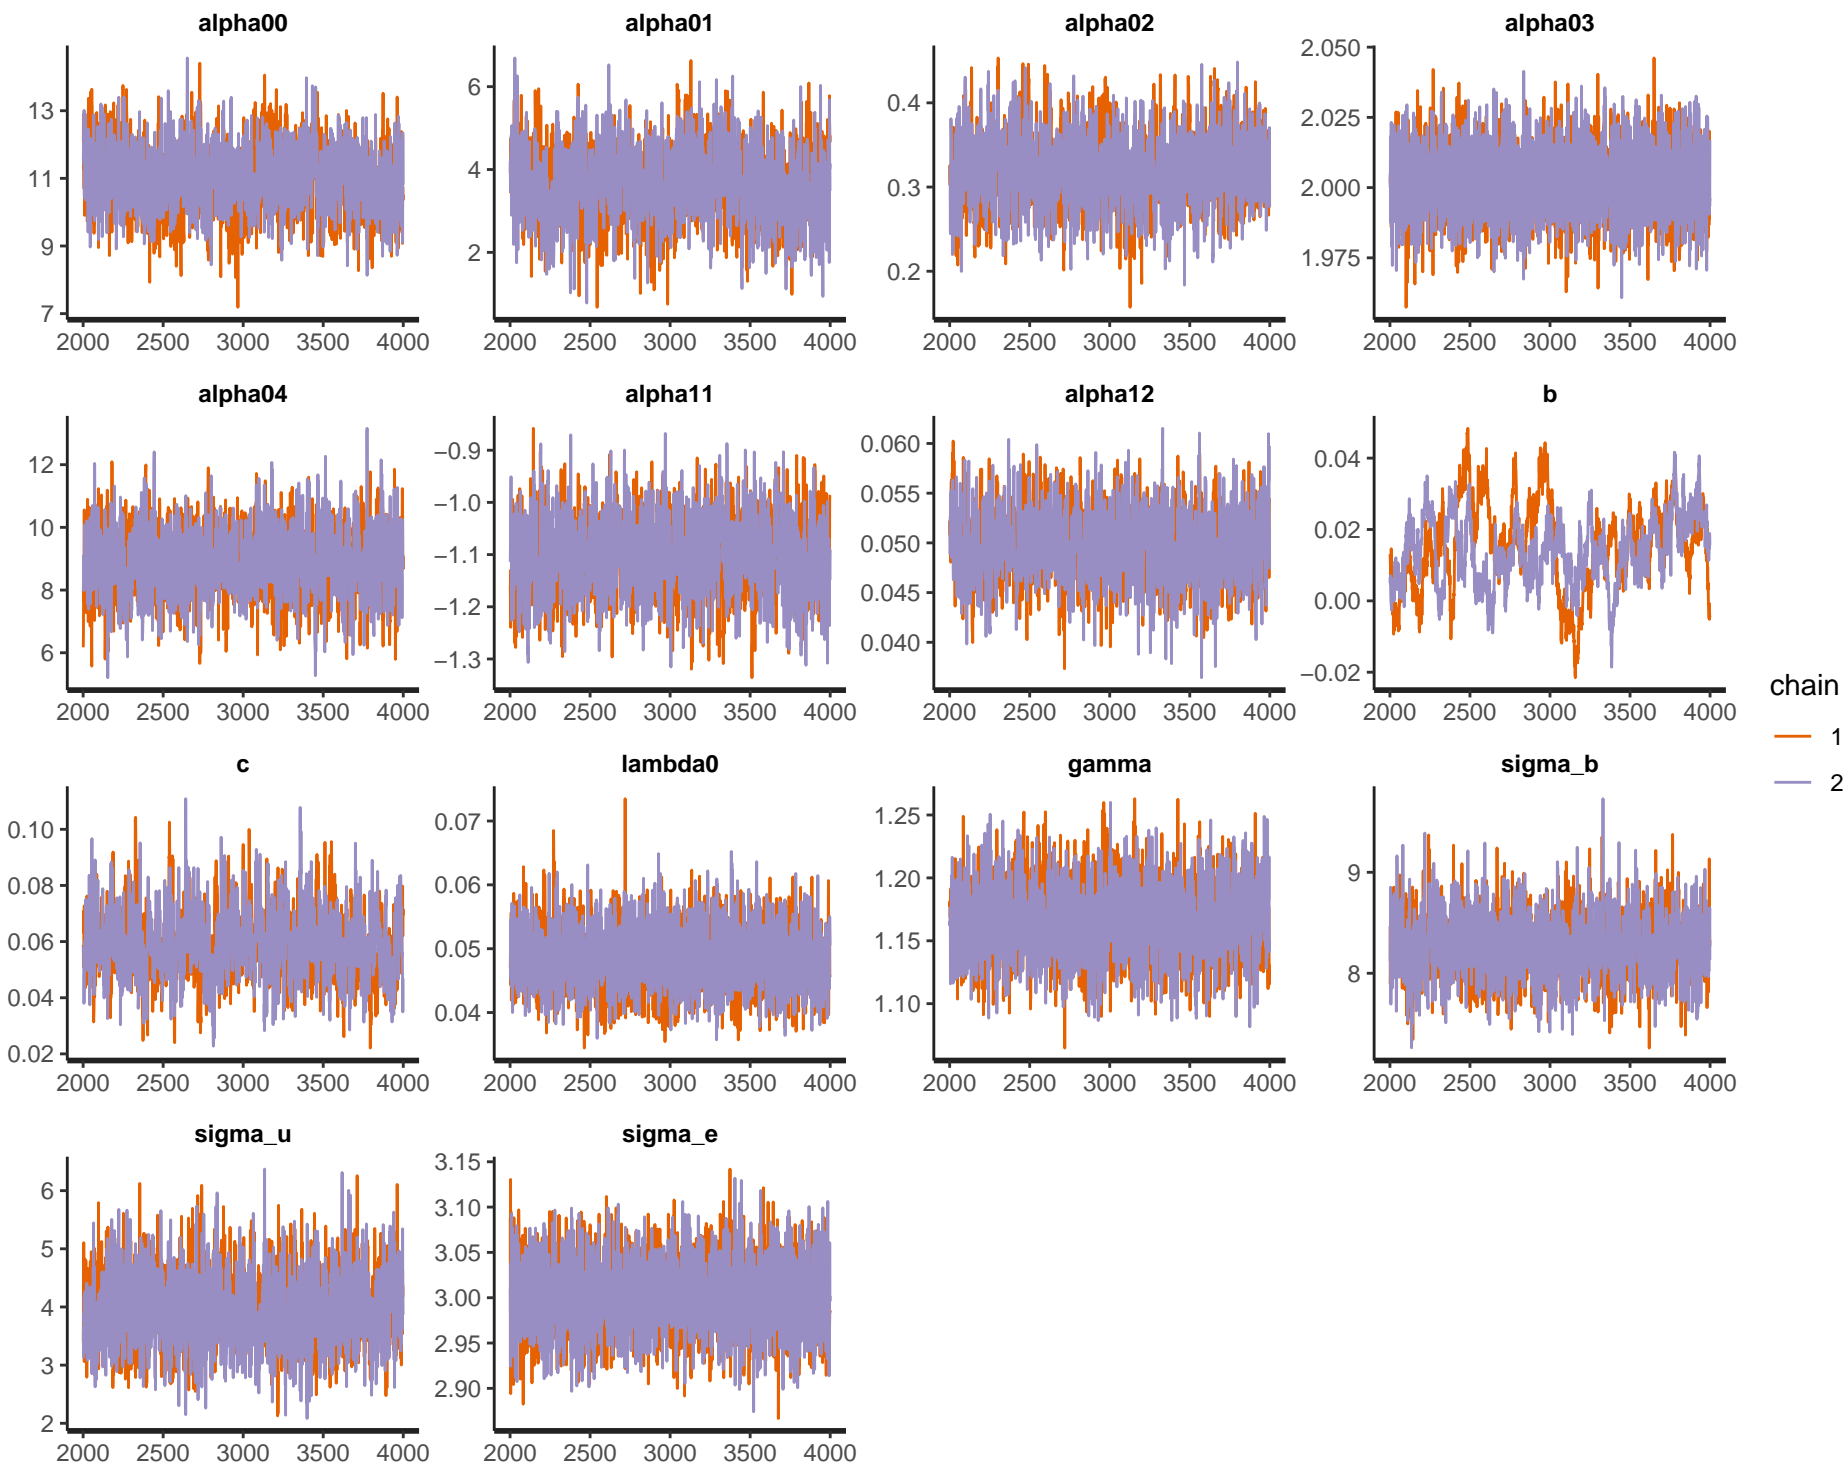 alpha00 alpha01 alpha02 alpha03
13 11 9 7
6 4 2
0.4 0.3 0.2
2.050 2.025 2.000 1.975
2000 2500 3000 3500 4000 2000 2500 3000 3500 4000 2000 2500 3000 3500 4000 2000 2500 3000 3500 4000
alpha04 alpha11 alpha12 b
12 10 8 6
−0.9 −1.0 −1.1 −1.2 −1.3
0.060 0.055 0.050 0.045 0.040
0.04 0.02 0.00 −0.02
2000 2500 3000 3500 4000 2000 2500 3000 3500 4000 2000 2500 3000 3500 4000 2000 2500 3000 3500 4000
c lambda0 gamma sigma_b
0.10 0.08 0.06 0.04 0.02
0.07 0.06 0.05 0.04
1.25 1.20 1.15 1.10
9 8
2000 2500 3000 3500 4000 2000 2500 3000 3500 4000 2000 2500 3000 3500 4000 2000 2500 3000 3500 4000
sigma_u sigma_e
6 5 4 3 2
3.15 3.10 3.05 3.00 2.95 2.90
2000 2500 3000 3500 4000 2000 2500 3000 3500 4000
chain
1
2